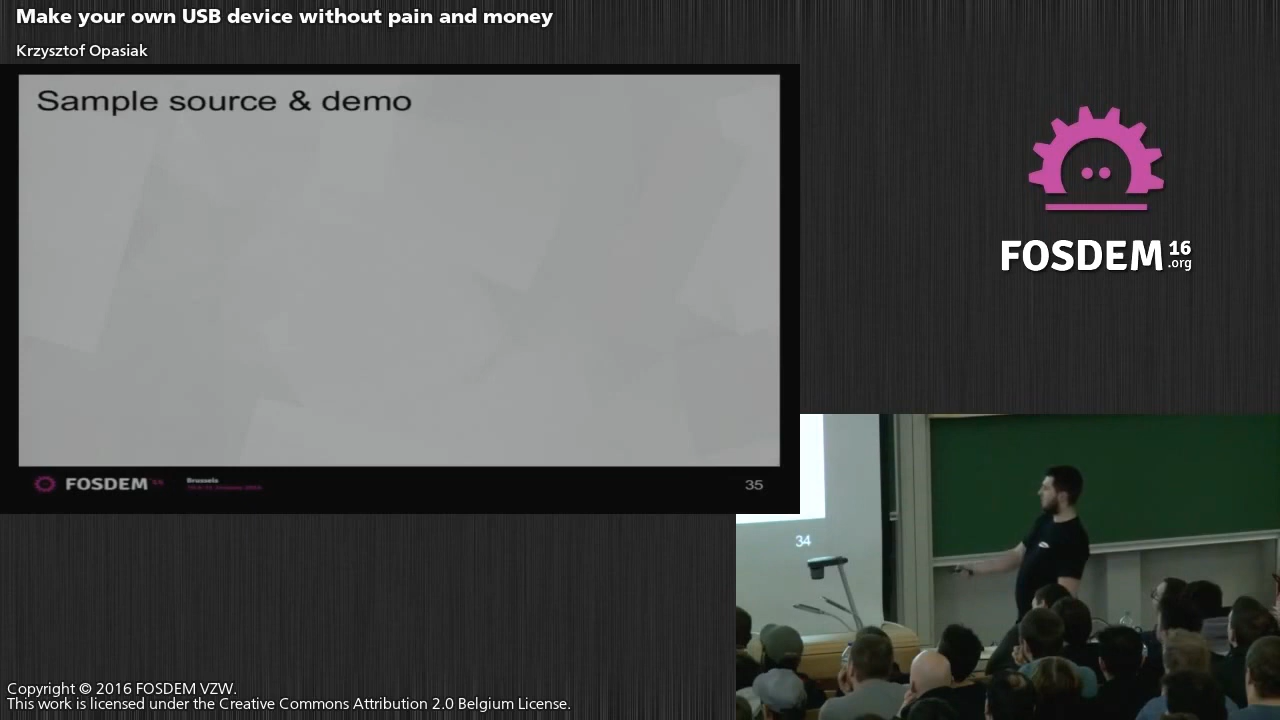 Make your own USB device without pain and money
Krzysztof Opasiak
Sample source & demo
FOSDEM
Brussels
35
FOSDEM 16
.org
34
Copyright © 2016 FOSDEM VZW.
This work is licensed under the Creative Commons Attribution 2.0 Belgium License.